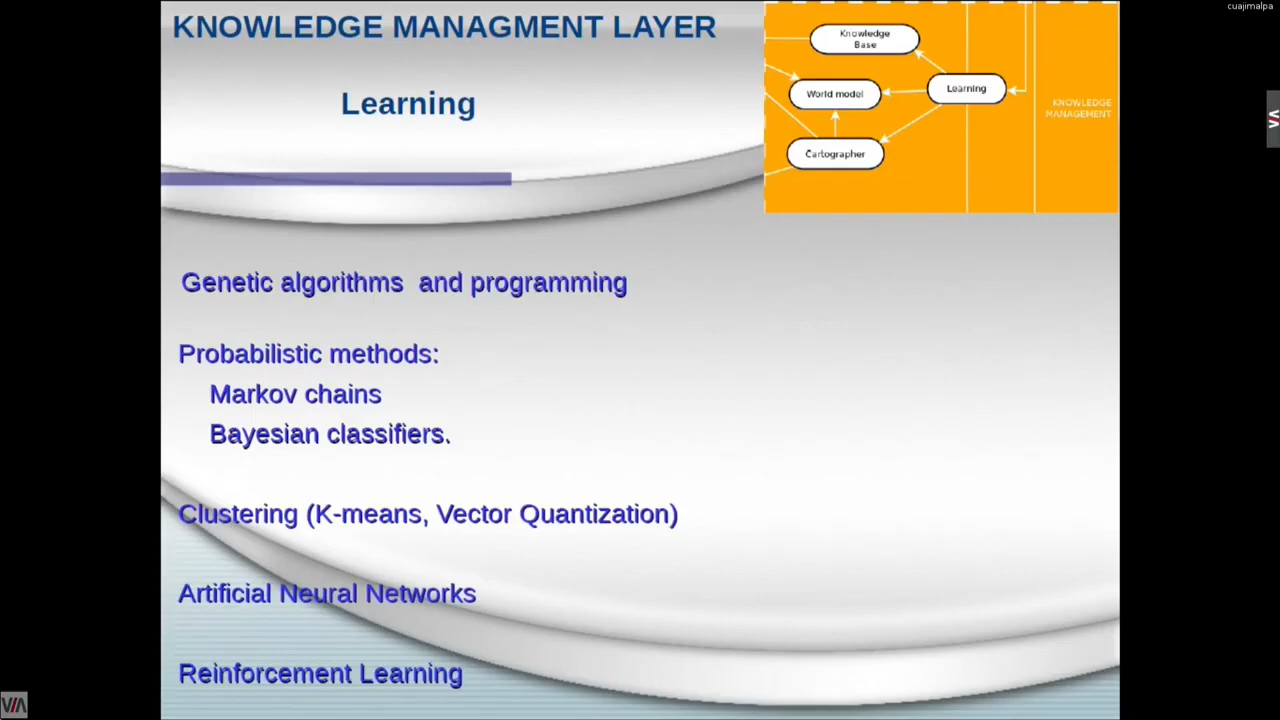 cuajimalpa
KNOWLEDGE MANAGMENT LAYER
Learning
Knowledge
Base
World model
Learning
Cartographer
KNOWLEDGE
MANAGEMENT
Genetic algorithms  and programming
Probabilistic methods:
Markov chains
Bayesian classifiers.
Clustering (K-means, Vector Quantization)
Artificial Neural Networks
Reinforcement Learning
VIA